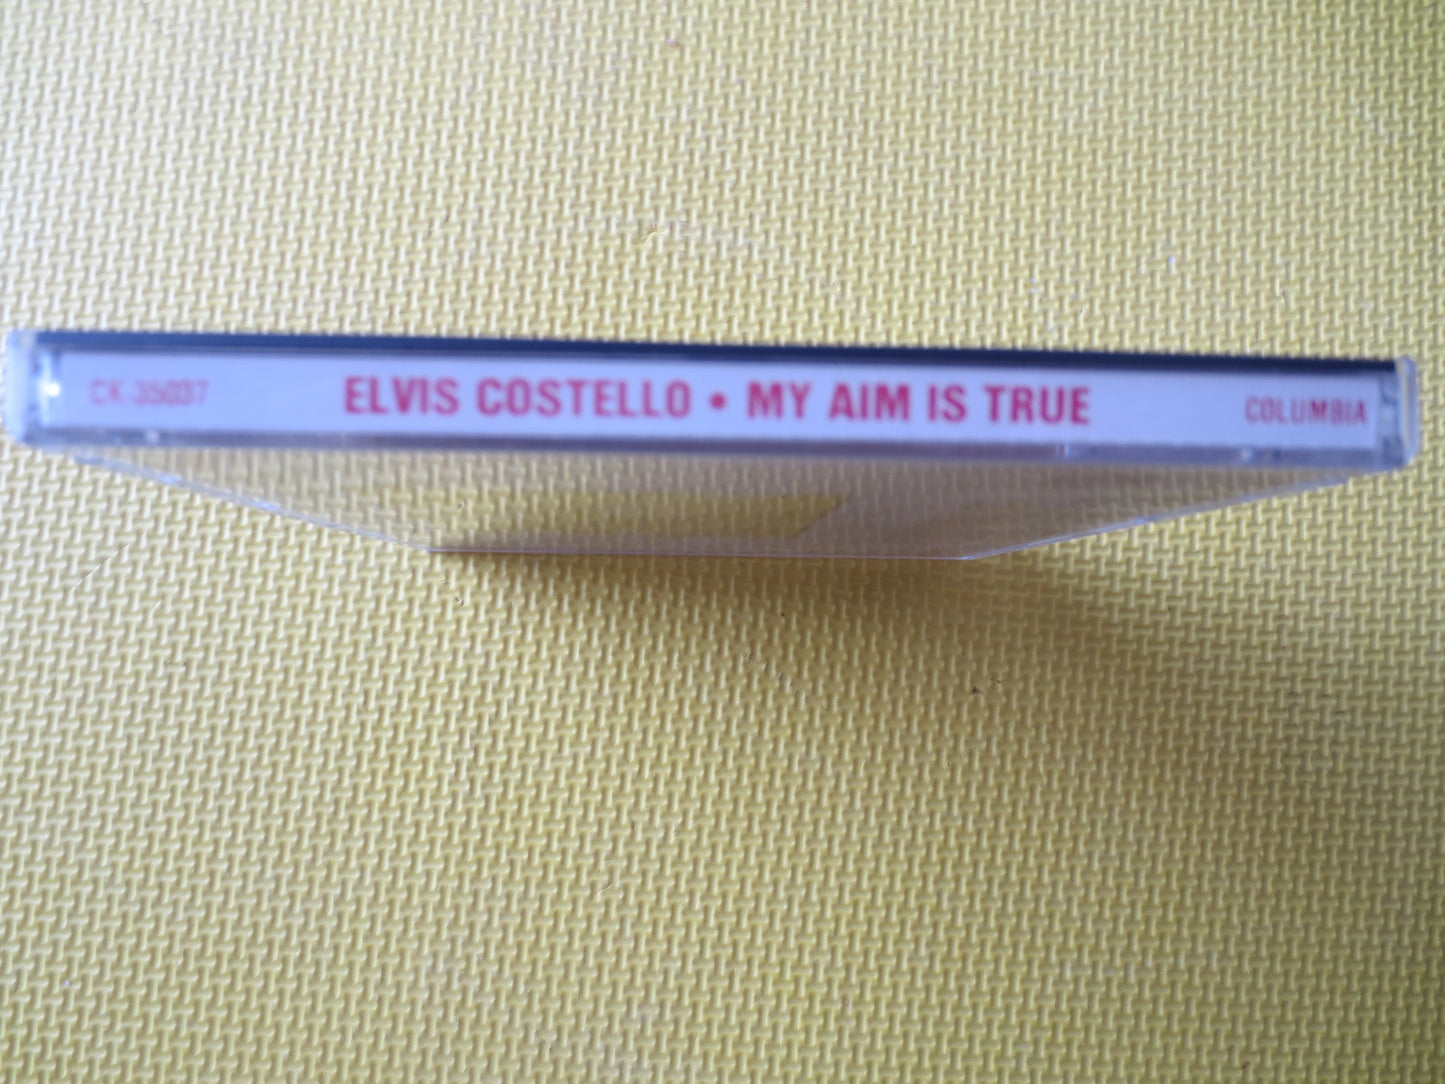 CK 35037 ELVIS COSTELLO • MY AIM IS TRUE COLUMBIA